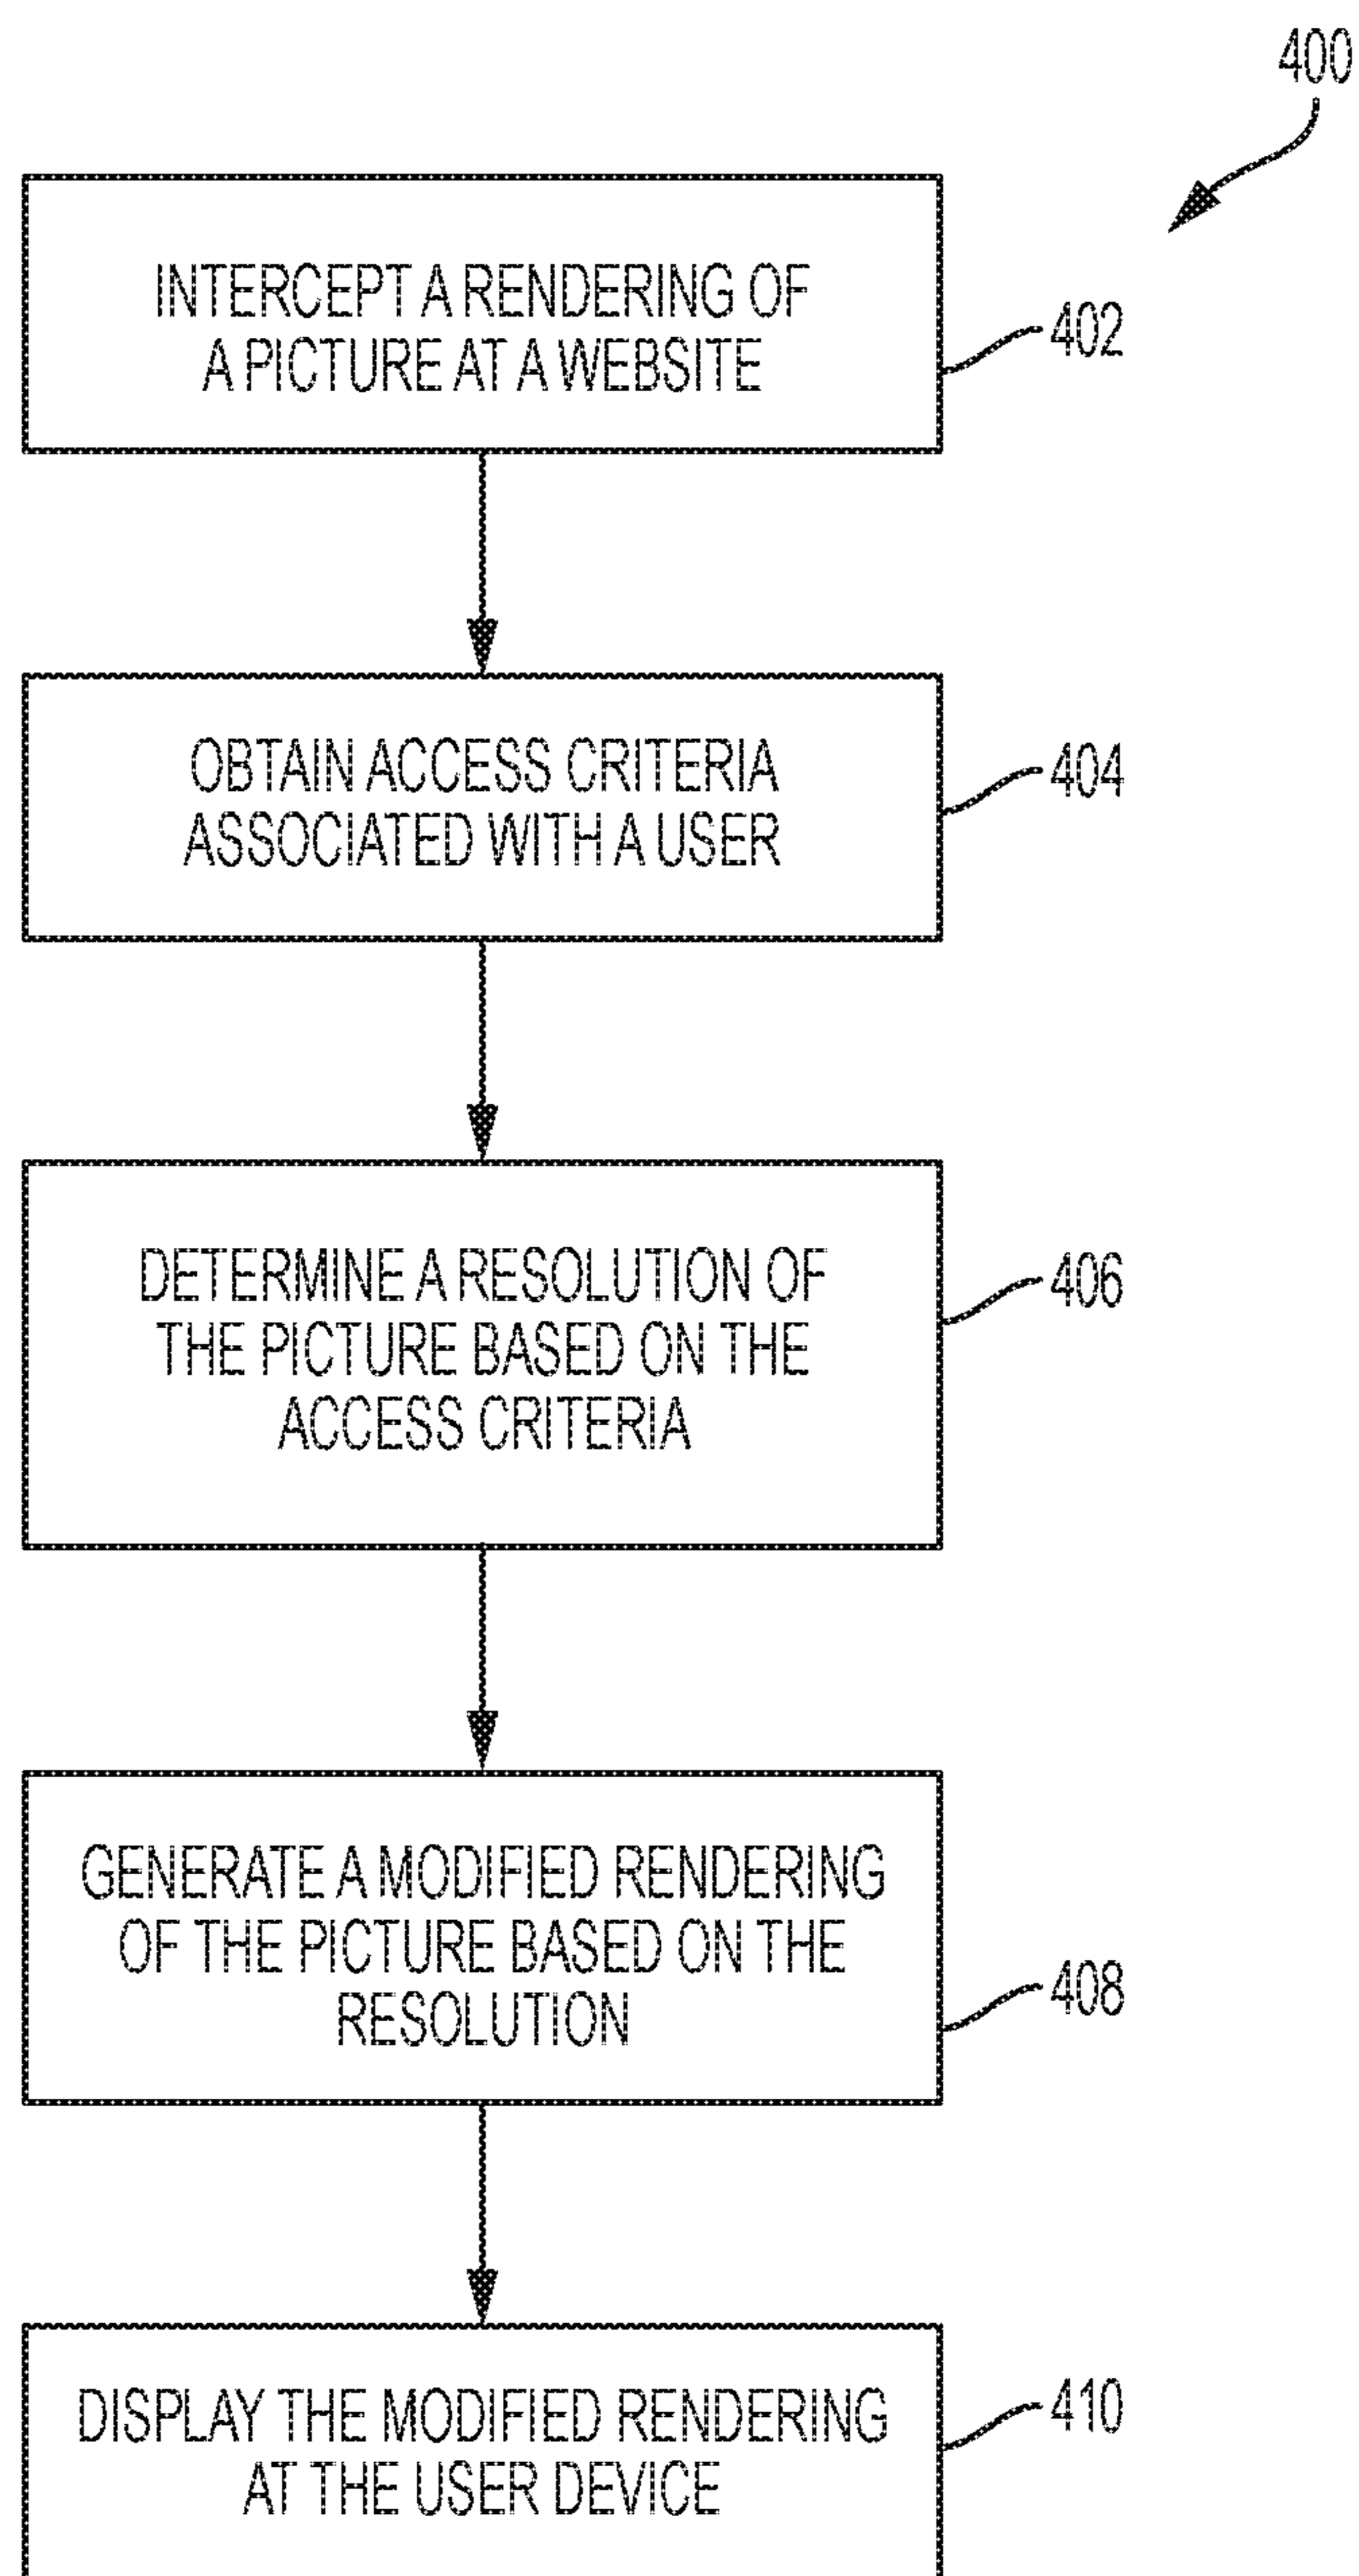 400
INTERCEPT A RENDERING OF
A PICTURE AT A WEBSITE
402
OBTAIN ACCESS CRITERIA
ASSOCIATED WITH A USER
404
DETERMINE A RESOLUTION OF
THE PICTURE BASED ON THE
ACCESS CRITERIA
406
GENERATE A MODIFIED RENDERING
OF THE PICTURE BASED ON THE
RESOLUTION
408
DISPLAY THE MODIFIED RENDERING
AT THE USER DEVICE
410